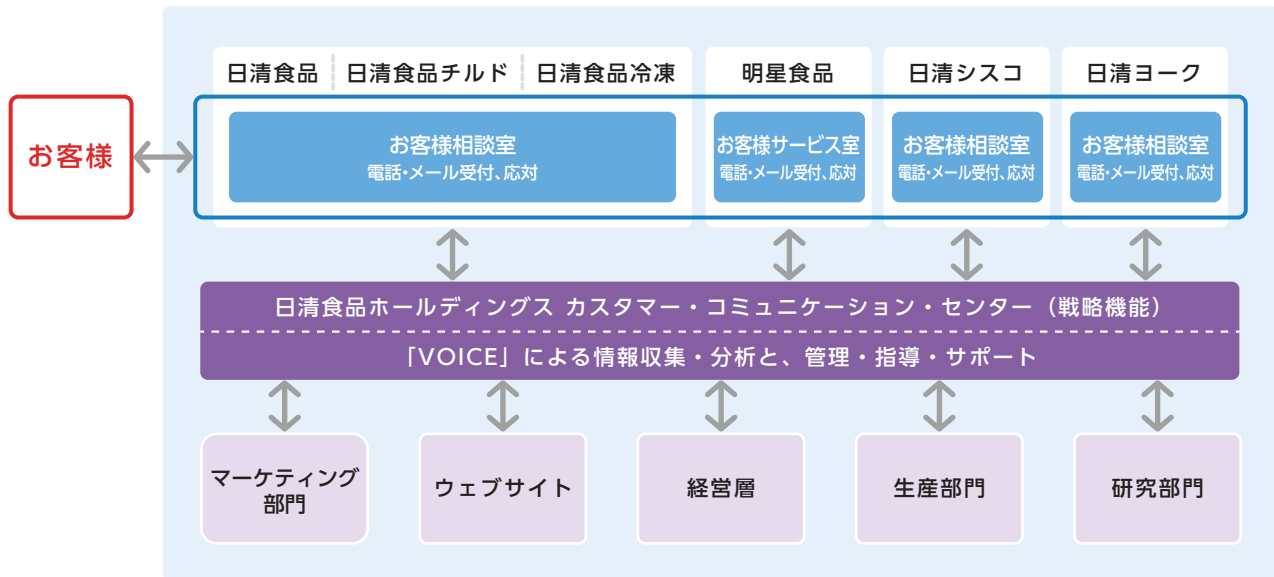 日清食品
日清食品チルド
日清食品冷凍
明星食品
日清シスコ
日清ヨーク
お客様
お客様相談室
電話・メール受付、応対
お客様サービス室
電話・メール受付、応対
お客様相談室
電話・メール受付、応対
お客様相談室
電話・メール受付、応対
日清食品ホールディングス カスタマー・コミュニケーション・センター（戦略機能）
「VOICE」による情報収集・分析と、管理・指導・サポート
マーケティング
部門
ウェブサイト
経営層
生産部門
研究部門